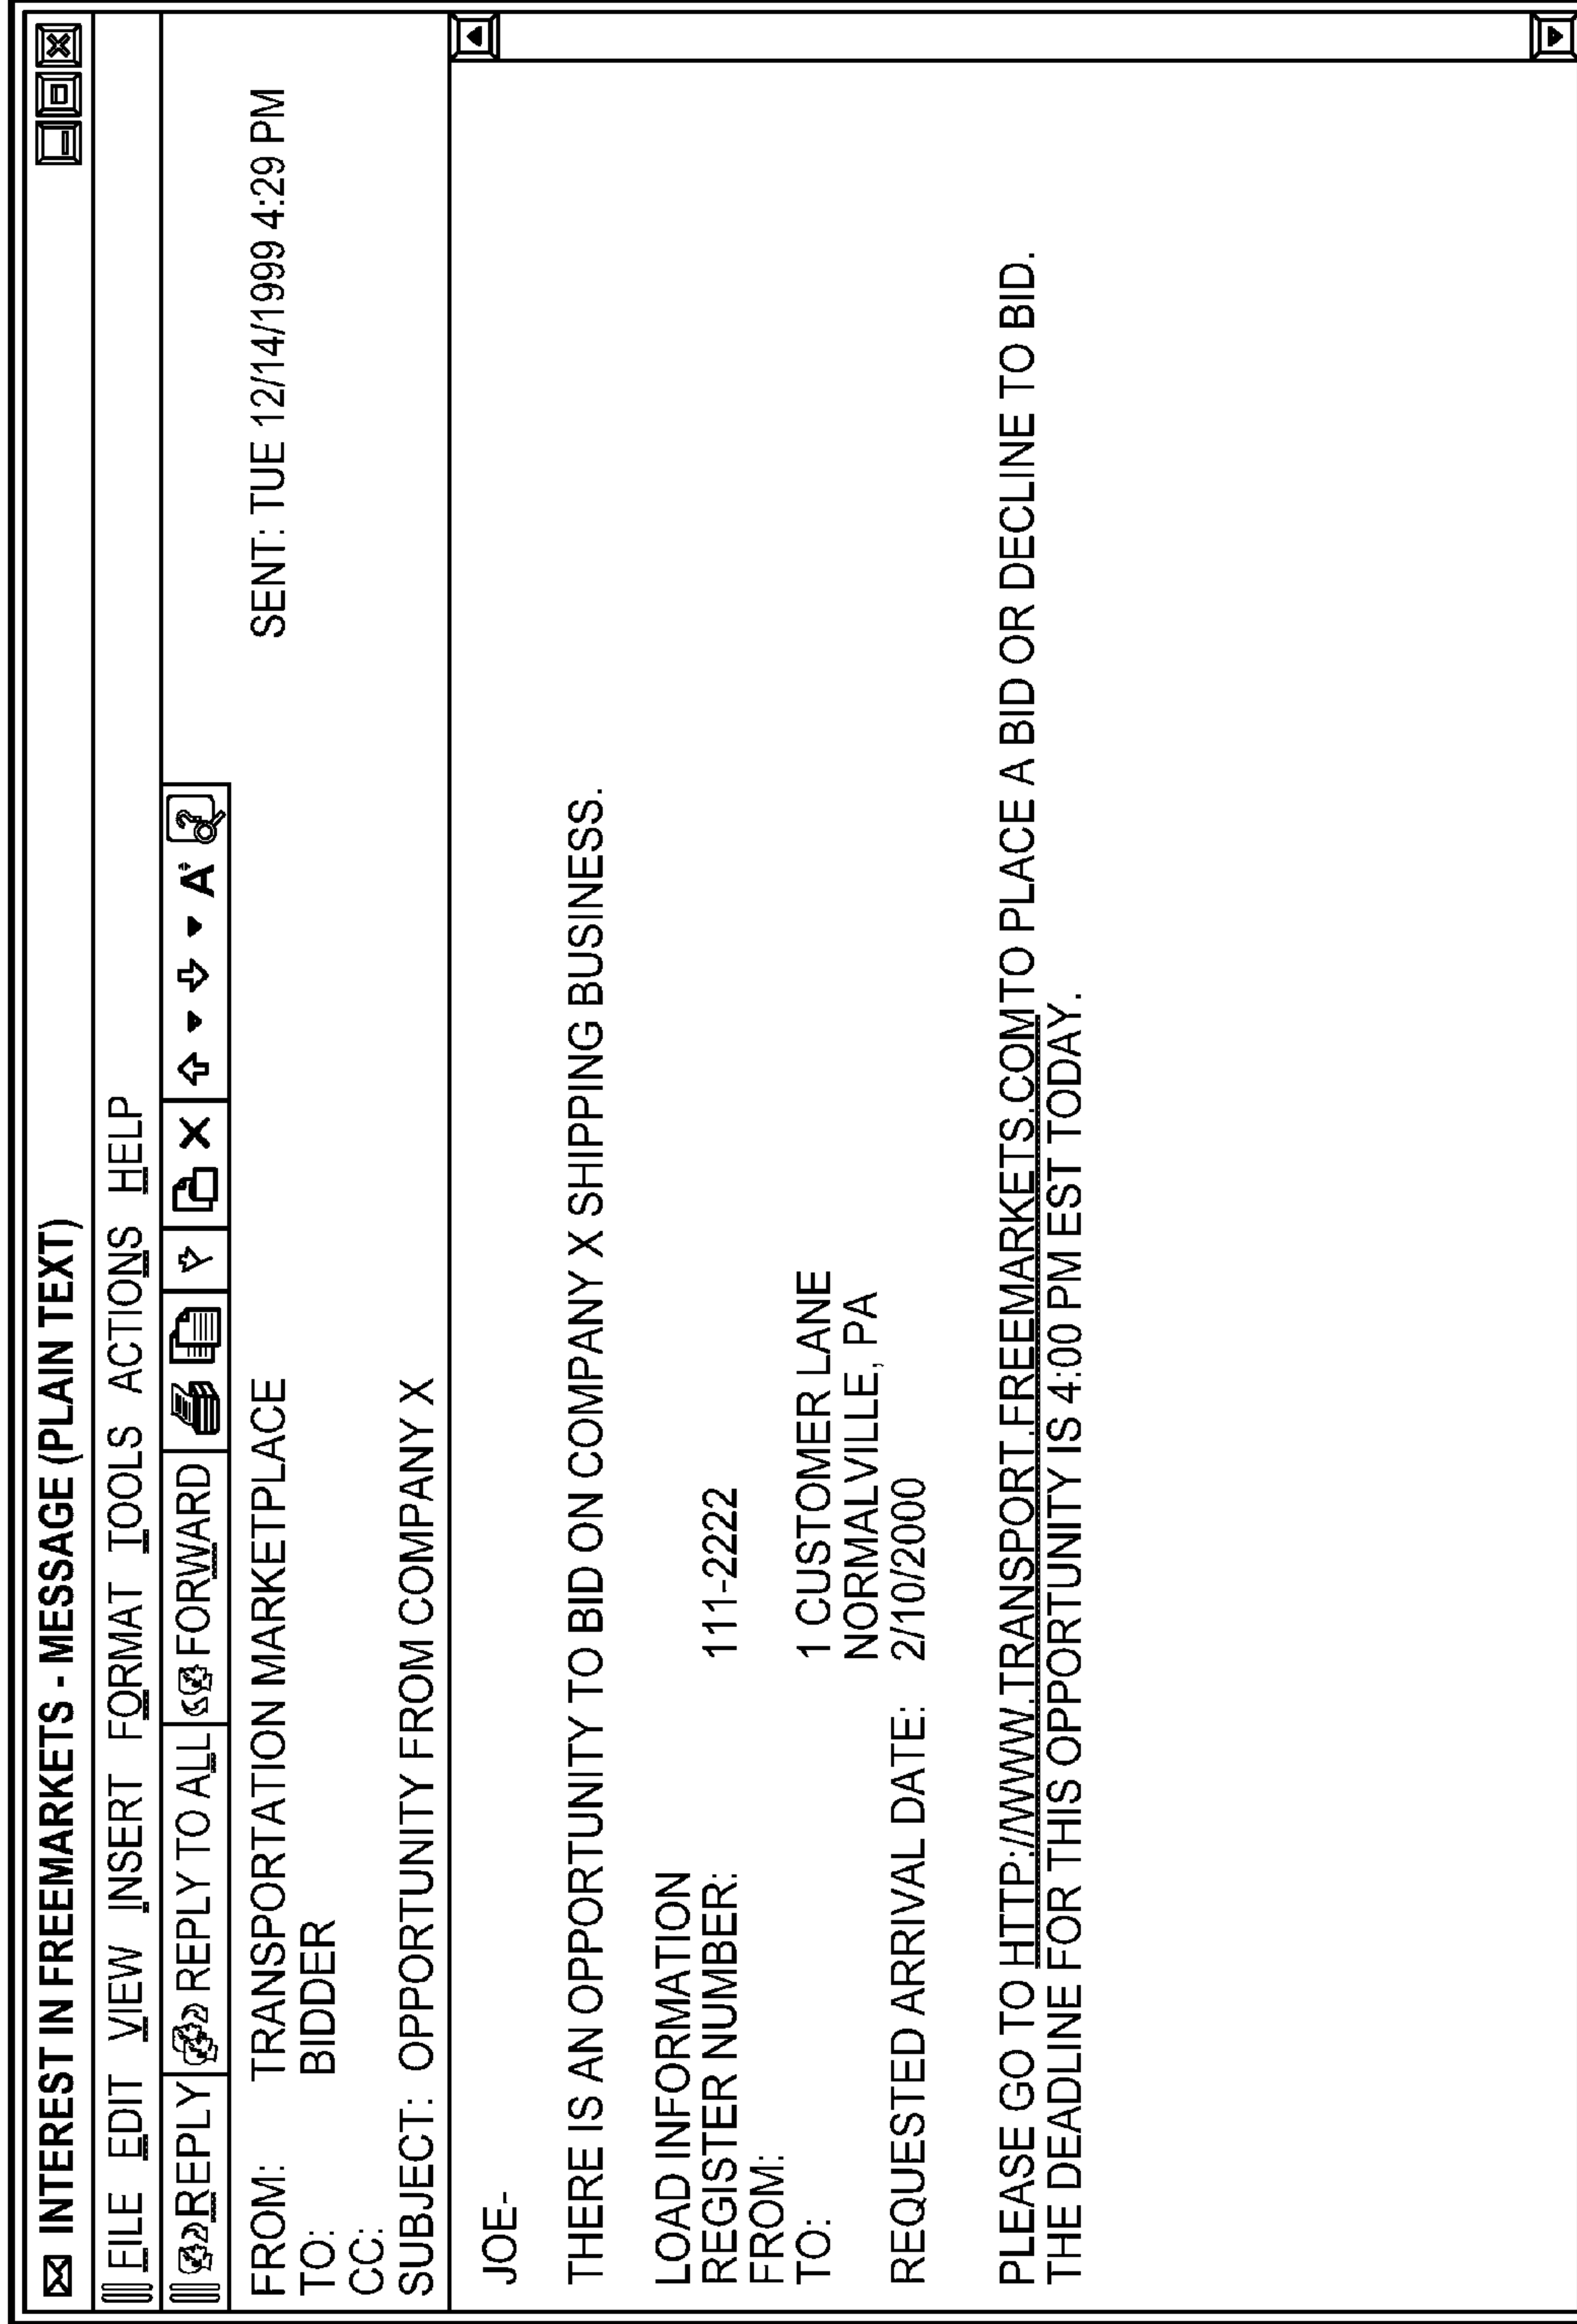 INTEREST IN FREEMARKETS - MESSAGE (PLAIN TEXT)
FILE EDIT VIEW INSERT FORMAT TOOLS ACTIONS HELP
REPLY REPLY TO ALL FORWARD A ?
FROM: TRANSPORTATION MARKETPLACE SENT: TUE 12/14/1999 4:29 PM
TO: BIDDER
CC:
SUBJECT: OPPORTUNITY FROM COMPANY X
JOE-
THERE IS AN OPPORTUNITY TO BID ON COMPANY X SHIPPING BUSINESS.
LOAD INFORMATION
REGISTER NUMBER: 111-2222
FROM:
TO: 1 CUSTOMER LANE
NORMALVILLE, PA
REQUESTED ARRIVAL DATE: 2/10/2000
PLEASE GO TO HTTP://WWW.TRANSPORT.FREEMARKETS.COMTO PLACE A BID OR DECLINE TO BID.
THE DEADLINE FOR THIS OPPORTUNITY IS 4:00 PM EST TODAY.